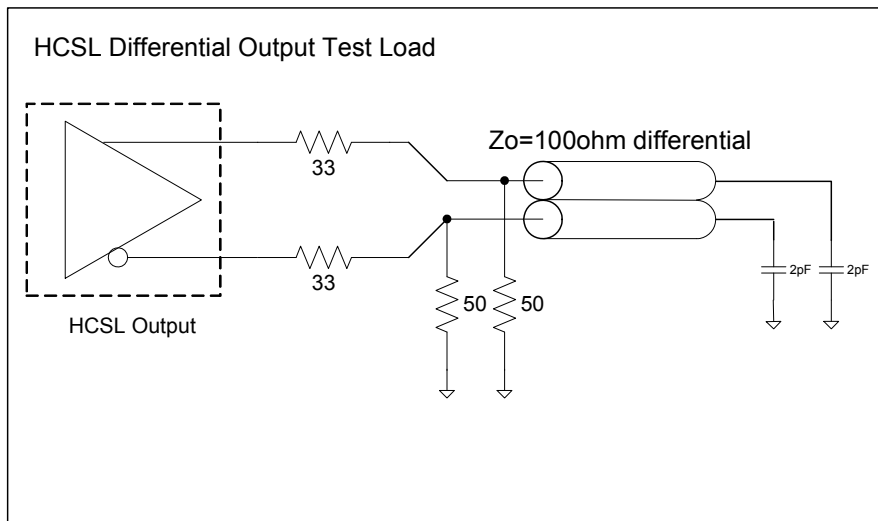 HCSL Differential Output Test Load
Zo=100ohm differential
33
33
2pF
2pF
50
50
HCSL Output